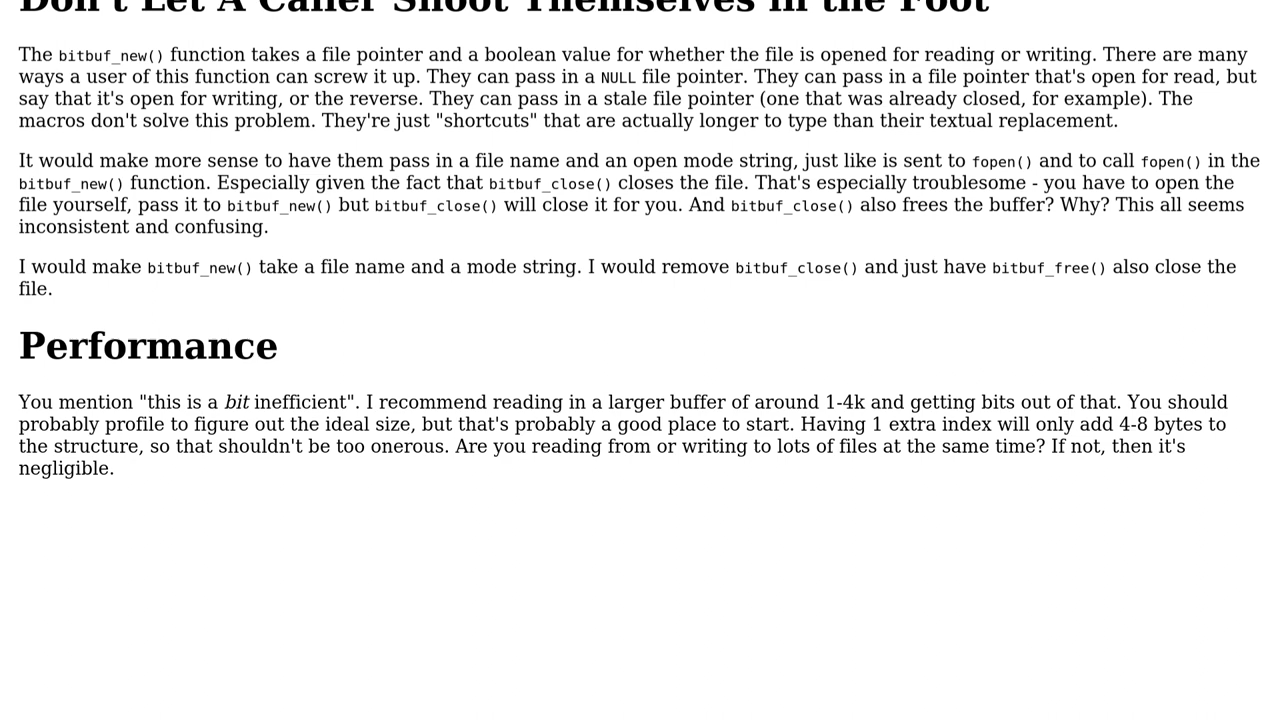 Don't Let A Caller Shoot Themselves in the Foot
The bitbuf_new() function takes a file pointer and a boolean value for whether the file is opened for reading or writing. There are many
ways a user of this function can screw it up. They can pass in a NULL file pointer. They can pass in a file pointer that's open for read, but
say that it's open for writing, or the reverse. They can pass in a stale file pointer (one that was already closed, for example). The
macros don't solve this problem. They're just "shortcuts" that are actually longer to type than their textual replacement.
It would make more sense to have them pass in a file name and an open mode string, just like is sent to fopen() and to call fopen() in the
bitbuf_new() function. Especially given the fact that bitbuf_close() closes the file. That's especially troublesome - you have to open the
file yourself, pass it to bitbuf_new() but bitbuf_close() will close it for you. And bitbuf_close() also frees the buffer? Why? This all seems
inconsistent and confusing.
I would make bitbuf_new() take a file name and a mode string. I would remove bitbuf_close() and just have bitbuf_free() also close the
file.
Performance
You mention "this is a bit inefficient". I recommend reading in a larger buffer of around 1-4k and getting bits out of that. You should
probably profile to figure out the ideal size, but that's probably a good place to start. Having 1 extra index will only add 4-8 bytes to
the structure, so that shouldn't be too onerous. Are you reading from or writing to lots of files at the same time? If not, then it's
negligible.